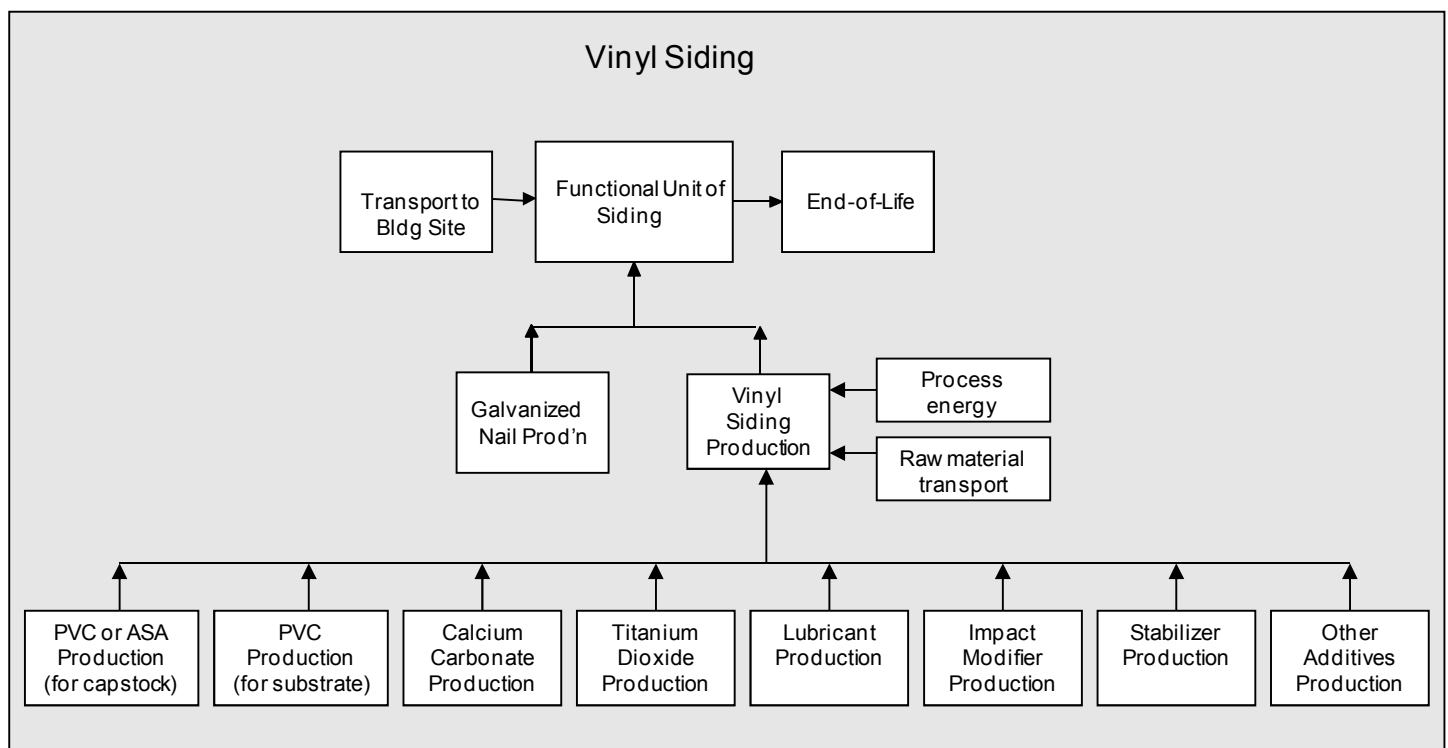 Vinyl Siding
Transport to
Bldg Site
Functional Unit of
Siding
End-of-Life
Galvanized
Nail Prod’n
Vinyl
Siding
Production
Process
energy
Raw material
transport
PVC or ASA
Production
(for capstock)
PVC
Production
(for substrate)
Calcium
Carbonate
Production
Titanium
Dioxide
Production
Lubricant
Production
Impact
Modifier
Production
Stabilizer
Production
Other
Additives
Production